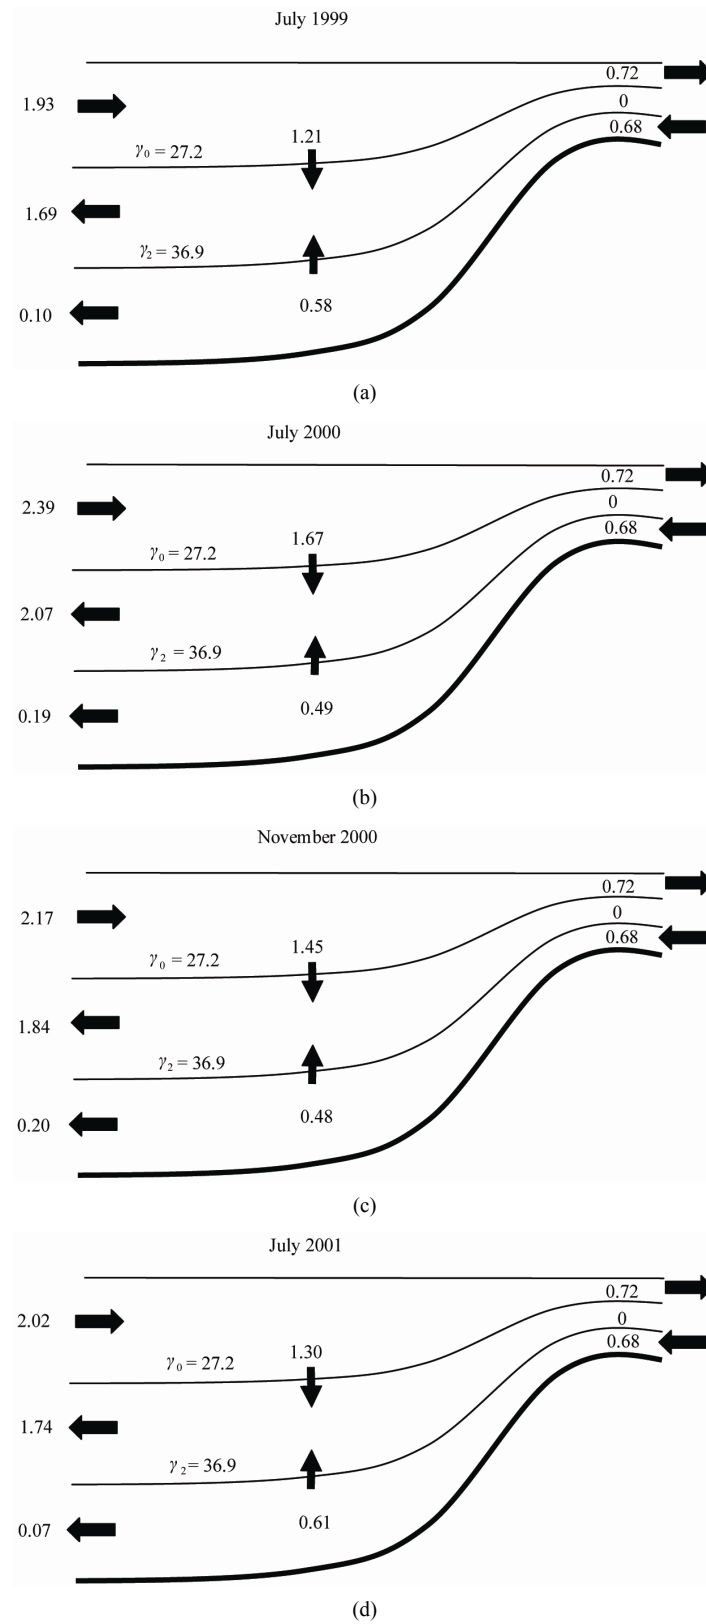 July 1999
0.72
1.93
0
0.68
1.21
γ₀ = 27.2
1.69
γ₂ = 36.9
0.58
0.10
(a)
July 2000
0.72
2.39
0
0.68
1.67
γ₀ = 27.2
2.07
γ₂ = 36.9
0.49
0.19
(b)
November 2000
0.72
2.17
0
0.68
1.45
γ₀ = 27.2
1.84
γ₂ = 36.9
0.48
0.20
(c)
July 2001
0.72
2.02
0
0.68
1.30
γ₀ = 27.2
1.74
γ₂ = 36.9
0.61
0.07
(d)